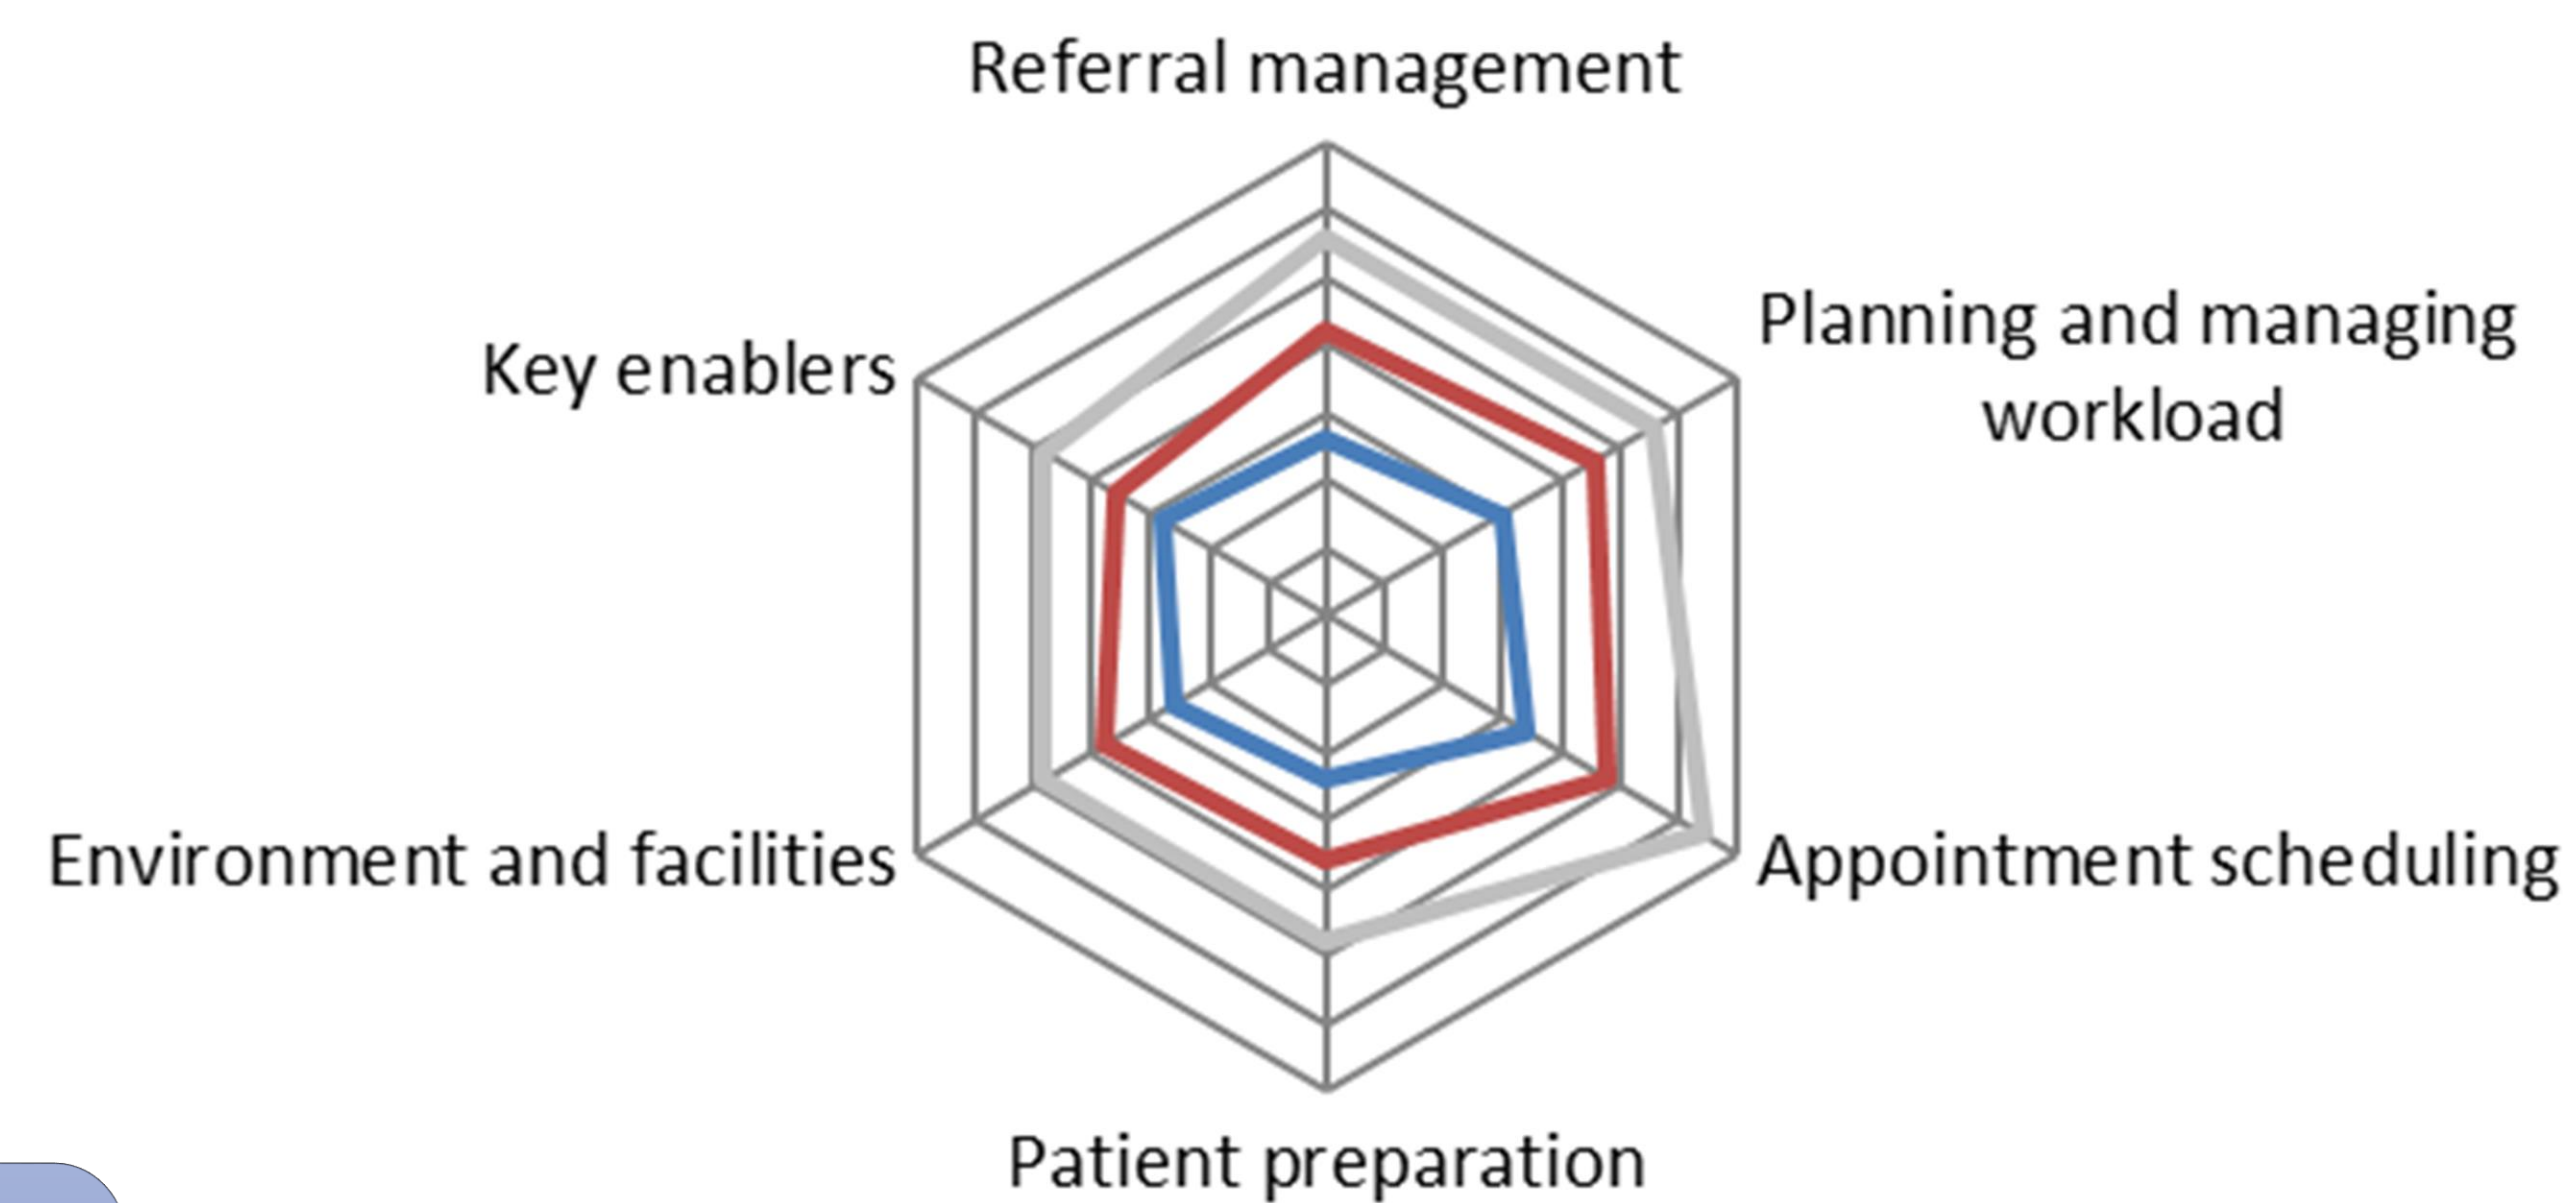 Referral management
Planning and managing
workload
Key enablers
Environment and facilities
Appointment scheduling
Patient preparation